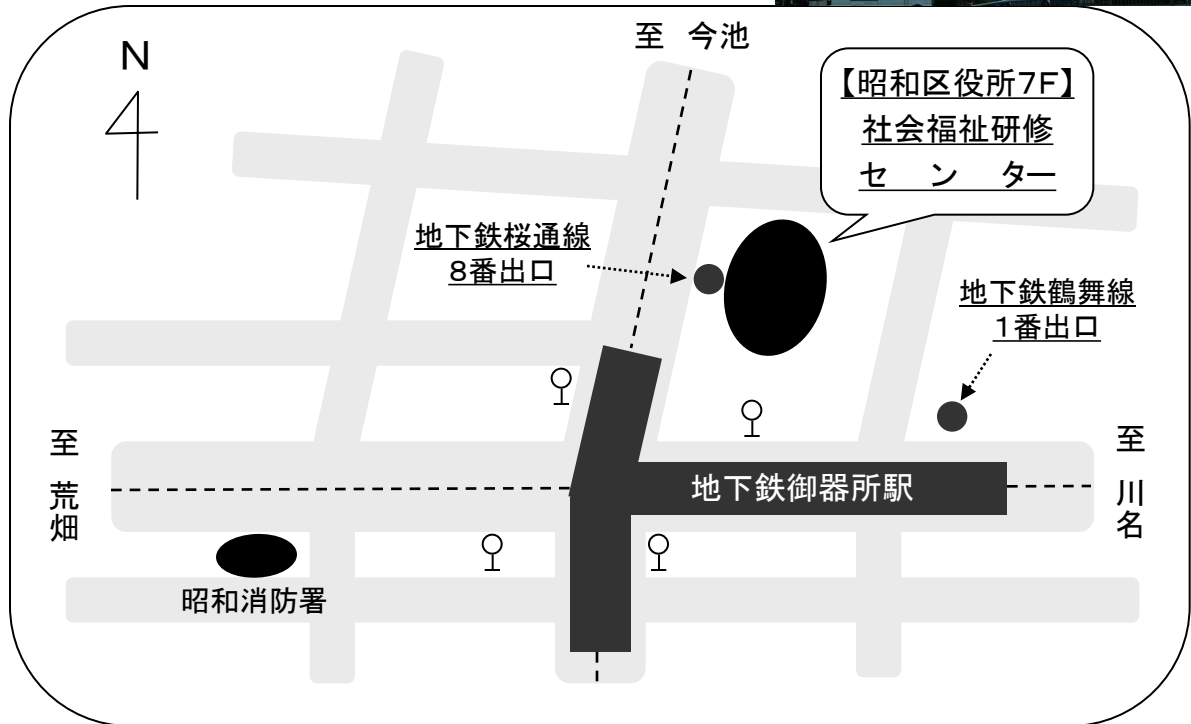 至 今池
N
【昭和区役所7F】
社会福祉研修
セ ン ター
地下鉄桜通線
8番出口
地下鉄鶴舞線
1番出口
至 荒畑
地下鉄御器所駅
至 川名
昭和消防署